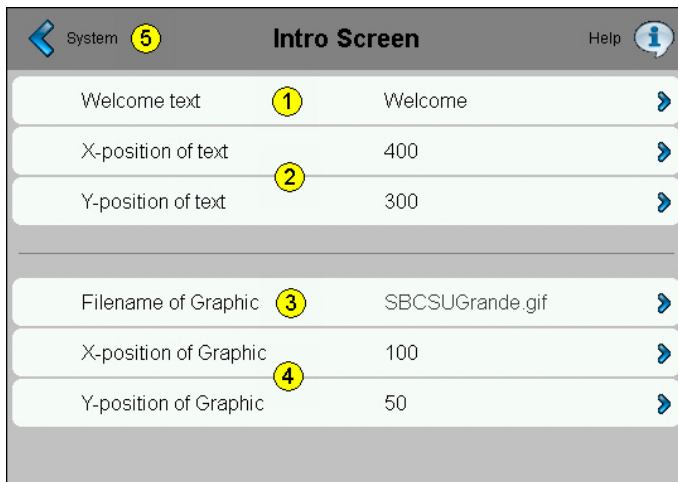 System 5 Intro Screen Help
Welcome text 1 Welcome
X-position of text 400
2
Y-position of text 300
Filename of Graphic 3 SBCSUGrande.gif
X-position of Graphic 100
4
Y-position of Graphic 50